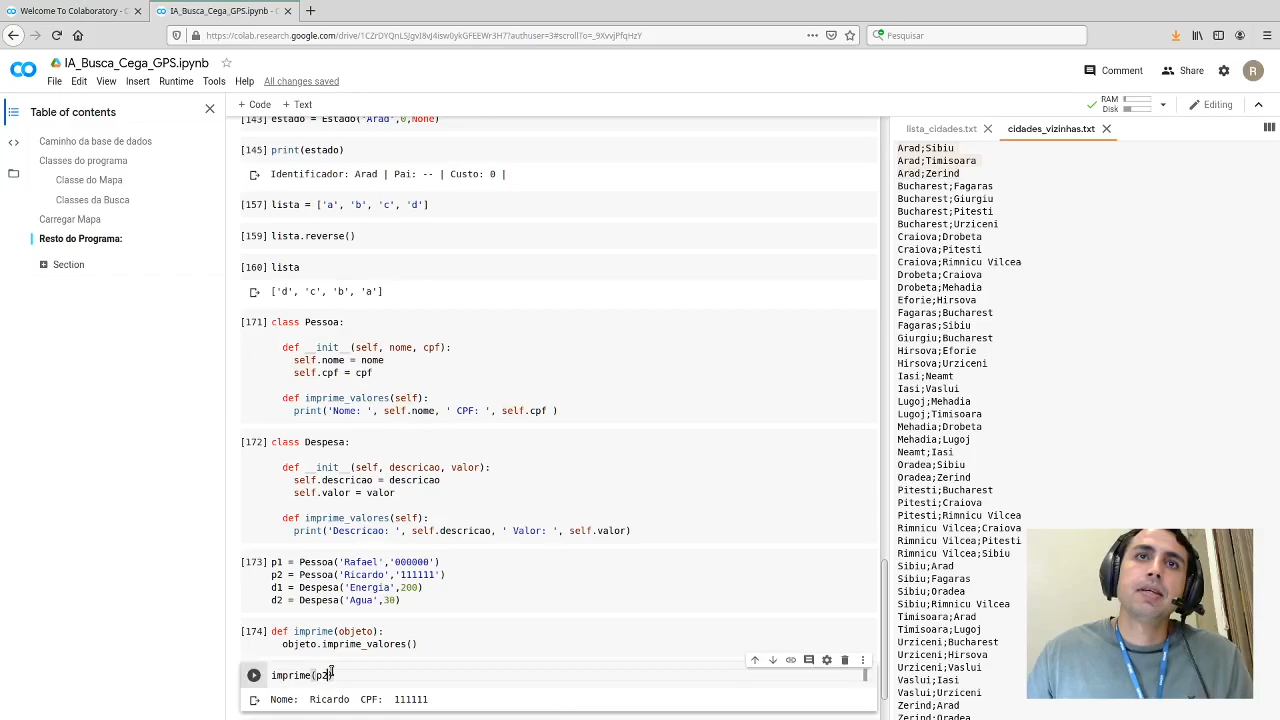 Welcome To Colaboratory - C
IA_Busca_Cega_GPS.ipynb - C
https://colab.research.google.com/drive/1CZrDYQnLSJgvI8vJ4isw0ykGFEEWr3H7?authuser=3#scrollTo=_9XvvjPfqHzY
Pesquisar
IA_Busca_Cega_GPS.ipynb
Comment
Share
R
File Edit View Insert Runtime Tools Help All changes saved
Table of contents
+ Code + Text
RAM
Disk
Editing
Caminho da base de dados
Classes do programa
Classe do Mapa
Classes da Busca
Carregar Mapa
Resto do Programa:
Section
[143] estado = Estado("Arad",0,None)
[145] print(estado)
Identificador: Arad | Pai: -- | Custo: 0 |
[157] lista = ['a', 'b', 'c', 'd']
[159] lista.reverse()
[160] lista
['d', 'c', 'b', 'a']
[171] class Pessoa:
def __init__(self, nome, cpf):
self.nome = nome
self.cpf = cpf
def imprime_valores(self):
print('Nome: ', self.nome, ' CPF: ', self.cpf )
[172] class Despesa:
def __init__(self, descricao, valor):
self.descricao = descricao
self.valor = valor
def imprime_valores(self):
print('Descricao: ', self.descricao, ' Valor: ', self.valor)
[173] p1 = Pessoa('Rafael','000000')
p2 = Pessoa('Ricardo','111111')
d1 = Despesa('Energia',200)
d2 = Despesa('Agua',30)
[174] def imprime(objeto):
objeto.imprime_valores()
imprime(p2)
Nome: Ricardo CPF: 111111
lista_cidades.txt
cidades_vizinhas.txt
Arad;Sibiu
Arad;Timisoara
Arad;Zerind
Bucharest;Fagaras
Bucharest;Giurgiu
Bucharest;Pitesti
Bucharest;Urziceni
Craiova;Drobeta
Craiova;Pitesti
Craiova;Rimnicu Vilcea
Drobeta;Craiova
Drobeta;Mehadia
Eforie;Hirsova
Fagaras;Bucharest
Fagaras;Sibiu
Giurgiu;Bucharest
Hirsova;Eforie
Hirsova;Urziceni
Iasi;Neamt
Iasi;Vaslui
Lugoj;Mehadia
Lugoj;Timisoara
Mehadia;Drobeta
Mehadia;Lugoj
Neamt;Iasi
Oradea;Sibiu
Oradea;Zerind
Pitesti;Bucharest
Pitesti;Craiova
Pitesti;Rimnicu Vilcea
Rimnicu Vilcea;Craiova
Rimnicu Vilcea;Pitesti
Rimnicu Vilcea;Sibiu
Sibiu;Arad
Sibiu;Fagaras
Sibiu;Oradea
Sibiu;Rimnicu Vilcea
Timisoara;Arad
Timisoara;Lugoj
Urziceni;Bucharest
Urziceni;Hirsova
Urziceni;Vaslui
Vaslui;Iasi
Vaslui;Urziceni
Zerind;Arad
Zerind;Oradea